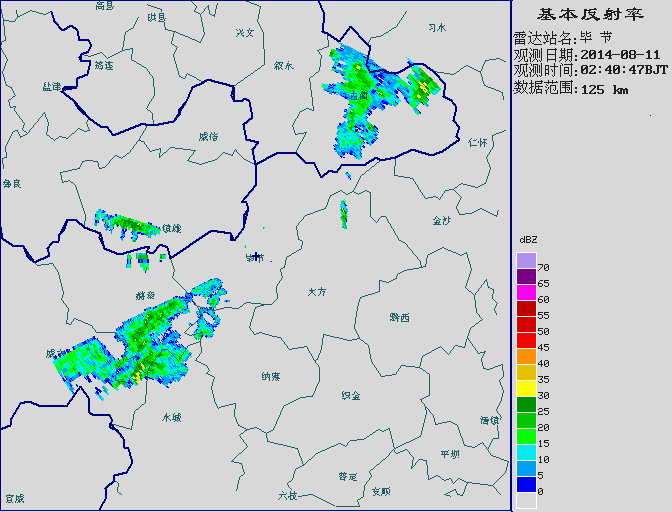 基本反射率
雷达站名:毕 节
观测日期:2014-08-11
观测时间:02:40:47BJT
数据范围:125 km
高县
珙县
兴文
习水
筠连
叙水
盐津
古蔺
威信
仁怀
彝良
金沙
镇雄
毕节
大方
赫章
黔西
威宁
纳雍
织金
水城
清镇
平坝
普定
六枝
安顺
宣威
dBZ
70
65
60
55
50
45
40
35
30
25
20
15
10
5
0